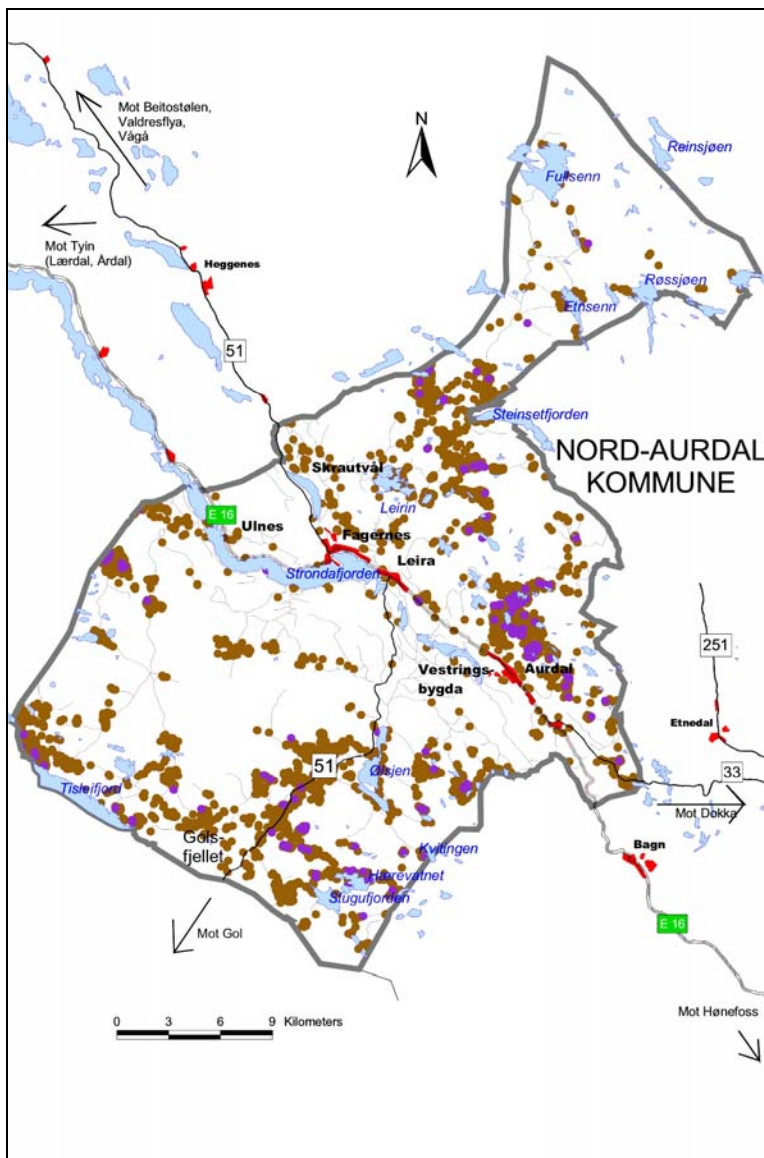 Mot Beitostølen,
Valdresflya,
Vågå
N
Reinsjøen
Fullsenn
Mot Tyin
(Lærdal, Årdal)
Heggenes
Røssjøen
Etnsenn
51
Steinsetfjorden
NORD-AURDAL
KOMMUNE
Skrautvål
Leirin
E 16
Ulnes
Fagernes
Leira
Strondafjorden
251
Vestrings-
bygda
Aurdal
Etnedal
51
Ølsjen
33
Tisleifjord
Mot Dokka
Gols-
fjellet
Kvitingen
Bagn
Hærevatnet
Stugufjorden
Mot Gol
E 16
0 3 6 9 Kilometers
Mot Hønefoss